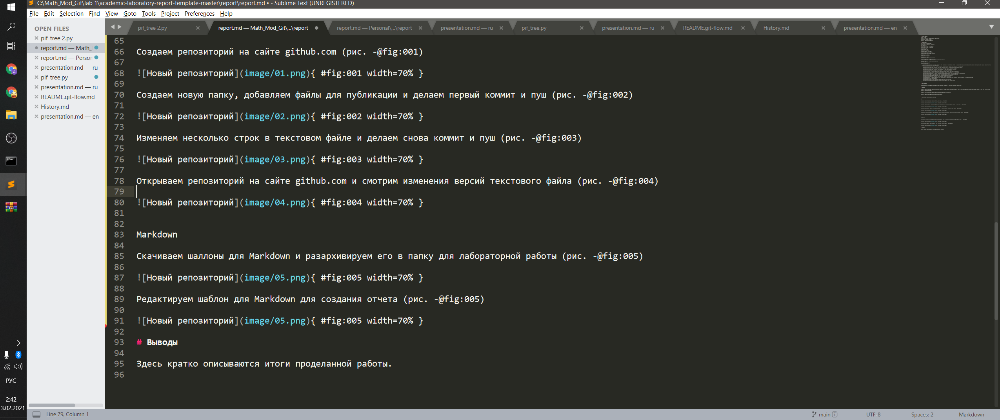 C:\Math_Mod_Git\lab 1\academic-laboratory-report-template-master\report\report.md • - Sublime Text (UNREGISTERED)
File Edit Selection Find View Goto Tools Project Preferences Help
OPEN FILES
pif_tree 2.py
report.md — Math_
report.md — Person
presentation.md — ru
pif_tree.py
presentation.md — ru
README.git-flow.md
History.md
presentation.md — en
pif_tree 2.py report.md — Math_Mod_Git\...\report report.md — Personal\...\report presentation.md — ru pif_tree.py presentation.md — ru README.git-flow.md History.md presentation.md — en
65
66 Создаем репозиторий на сайте github.com (рис. -@fig:001)
67
68 ![Новый репозиторий](image/01.png){ #fig:001 width=70% }
69
70 Создаем новую папку, добавляем файлы для публикации и делаем первый коммит и пуш (рис. -@fig:002)
71
72 ![Новый репозиторий](image/02.png){ #fig:002 width=70% }
73
74 Изменяем несколько строк в текстовом файле и делаем снова коммит и пуш (рис. -@fig:003)
75
76 ![Новый репозиторий](image/03.png){ #fig:003 width=70% }
77
78 Открываем репозиторий на сайте github.com и смотрим изменения версий текстового файла (рис. -@fig:004)
79
80 ![Новый репозиторий](image/04.png){ #fig:004 width=70% }
81
82
83 Markdown
84
85 Скачиваем шаллоны для Markdown и разархивируем его в папку для лабораторной работы (рис. -@fig:005)
86
87 ![Новый репозиторий](image/05.png){ #fig:005 width=70% }
88
89 Редактируем шаблон для Markdown для создания отчета (рис. -@fig:005)
90
91 ![Новый репозиторий](image/05.png){ #fig:005 width=70% }
92
93 # Выводы
94
95 Здесь кратко описываются итоги проделанной работы.
96
РУС
2:42
3.02.2021
Line 79, Column 1
main 7 UTF-8 Spaces: 2 Markdown